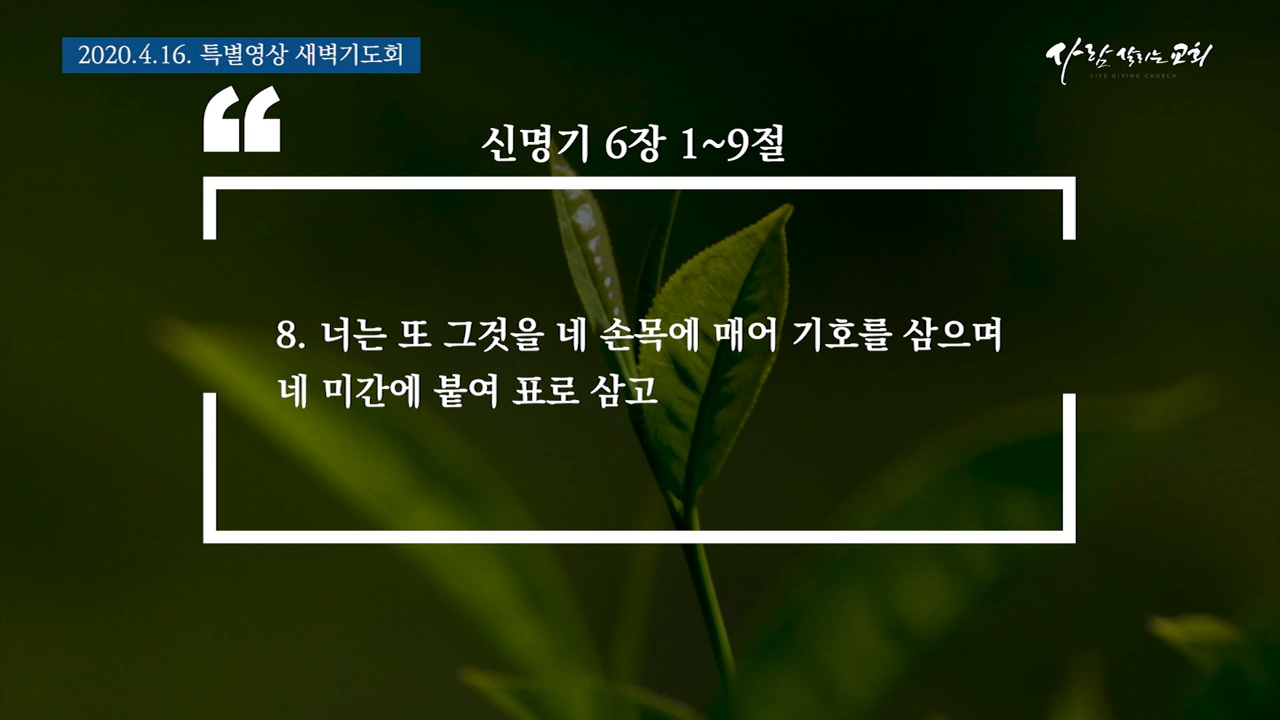 2020.4.16. 특별영상 새벽기도회
사람 살리는 교회
LIFE GIVING CHURCH
신명기 6장 1~9절
8. 너는 또 그것을 네 손목에 매어 기호를 삼으며
네 미간에 붙여 표로 삼고